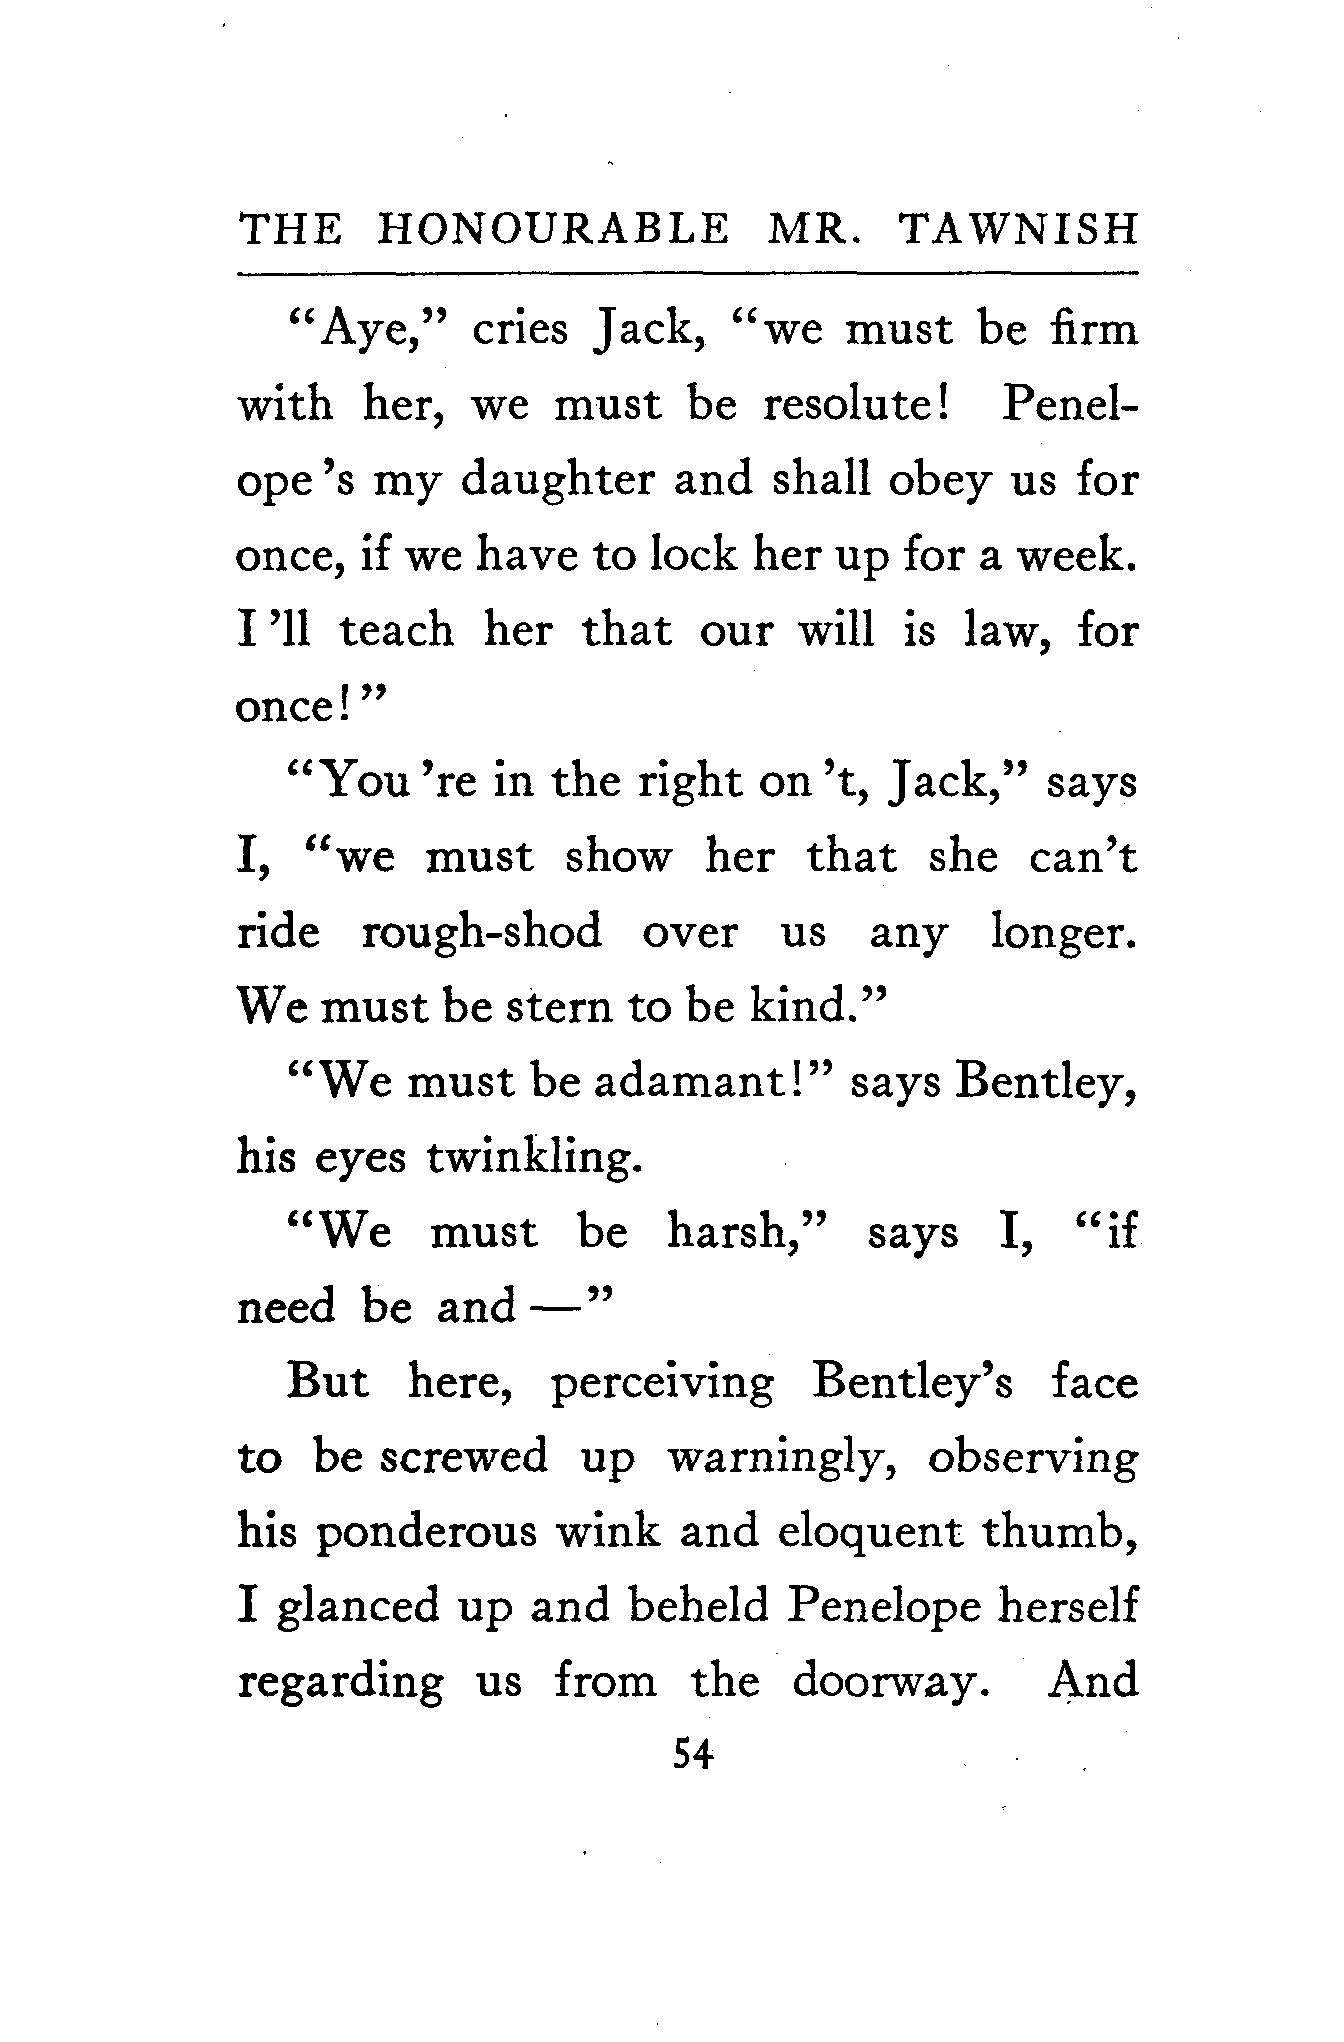 THE HONOURABLE MR. TAWNISH
“Aye,” cries Jack, “we must be firm
with her, we must be resolute! Penel-
ope ’s my daughter and shall obey us for
once, if we have to lock her up for a week.
I ’ll teach her that our will is law, for
once!”
“You ’re in the right on ’t, Jack,” says
I, “we must show her that she can’t
ride rough-shod over us any longer.
We must be stern to be kind.”
“We must be adamant!” says Bentley,
his eyes twinkling.
“We must be harsh,” says I, “if
need be and —”
But here, perceiving Bentley’s face
to be screwed up warningly, observing
his ponderous wink and eloquent thumb,
I glanced up and beheld Penelope herself
regarding us from the doorway. And
54